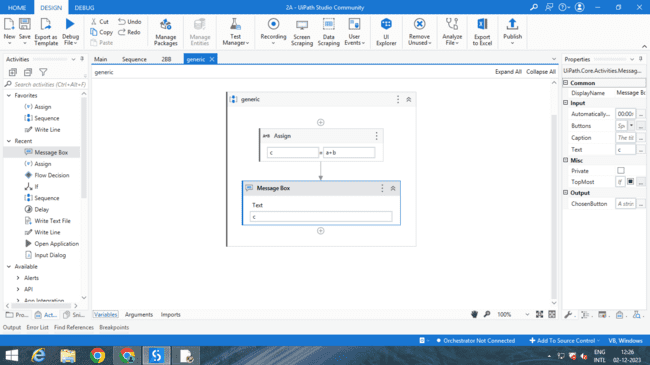 HOME DESIGN DEBUG
2A - UiPath Studio Community
New Save Export as Template Debug File
Cut Undo
Copy Redo
Paste
Manage Packages
Manage Entities
Test Manager
Recording
Screen Scraping
Data Scraping
User Events
UI Explorer
Remove Unused
Analyze File
Export to Excel
Publish
Activities
Search activities (Ctrl+Alt+F)
Favorites
Assign
Sequence
Write Line
Recent
Message Box
Assign
Flow Decision
If
Sequence
Delay
Write Text File
Write Line
Open Application
Input Dialog
Available
Alerts
API
App Integration
Pro... Act... Sni...
Main Sequence 2BB generic
generic
Expand All Collapse All
generic
A+B Assign
c = a+b
Message Box
Text
c
Variables Arguments Imports
100%
Properties
UiPath.Core.Activities.Messag...
Common
DisplayName Message B
Input
Automatically... 00:00:
Buttons
Caption The tit
Text c
Misc
Private
TopMost If
Output
ChosenButton A strin
Output Error List Find References Breakpoints
Orchestrator Not Connected
Add To Source Control
VB, Windows
ENG
INTL
12:26
02-12-2023